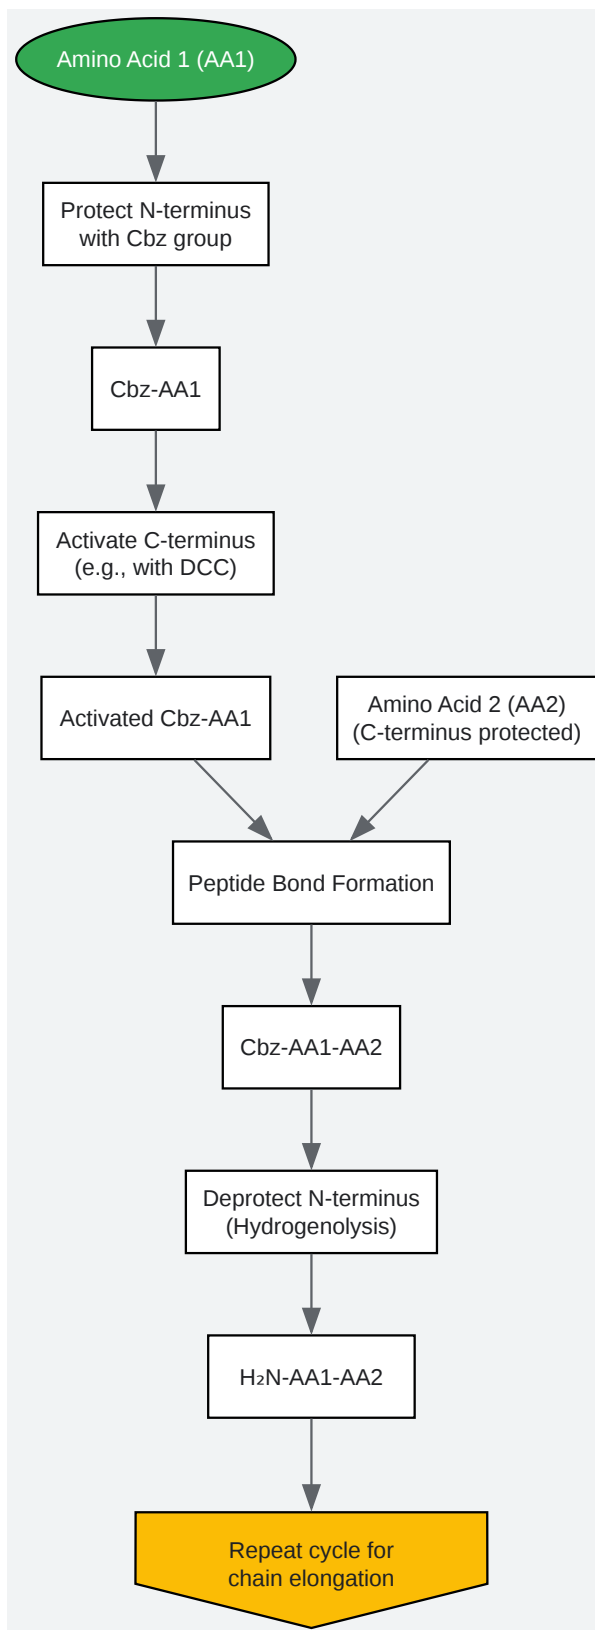 Amino Acid 1 (AA1)
Protect N-terminus
with Cbz group
Cbz-AA1
Activate C-terminus
(e.g., with DCC)
Activated Cbz-AA1
Amino Acid 2 (AA2)
(C-terminus protected)
Peptide Bond Formation
Cbz-AA1-AA2
Deprotect N-terminus
(Hydrogenolysis)
H₂N-AA1-AA2
Repeat cycle for
chain elongation